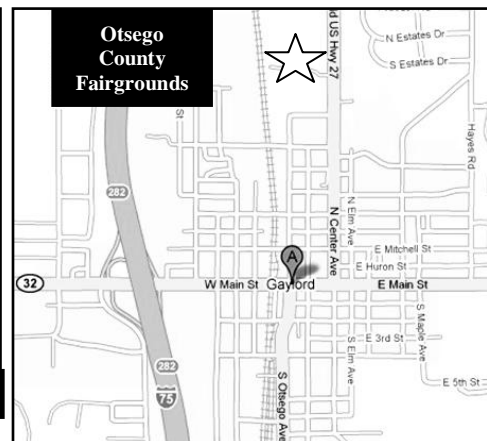 Otsego
County
Fairgrounds
d US Hwy 27
N Estates Dr
S Estates Dr
Hayes Rd
St
282
N Center Ave
N Elm Ave
E Mitchell St
E Huron St
A
32
W Main St
Gaylord
E Main St
S Maple Ave
E 3rd St
S Elm Ave
282
75
S Otsego Ave
E 5th St